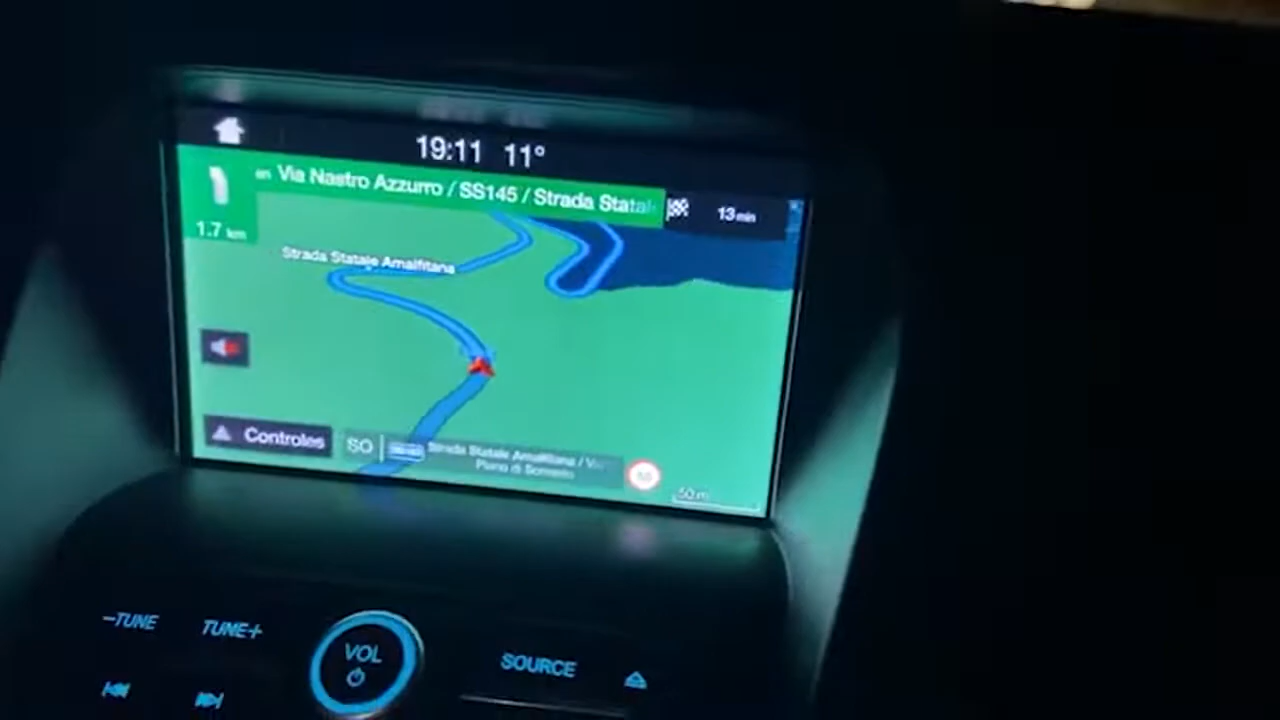 19:11 11°
en Via Nastro Azzurro / SS145 / Strada Statal
13 min
1.7 km
Strada Statale Amalfitana
Controles
SO
Strada Statale Amalfitana / V
Piano di Sorrento
50 m
-TUNE TUNE+
VOL
SOURCE